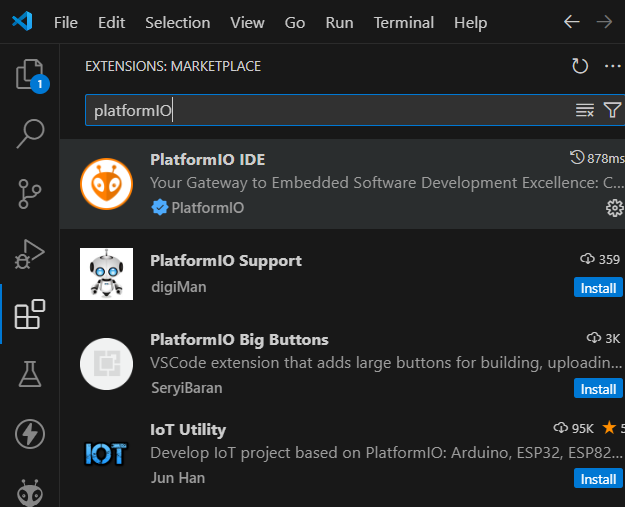 File Edit Selection View Go Run Terminal Help
EXTENSIONS: MARKETPLACE
1
platformIO
PlatformIO IDE 878ms
Your Gateway to Embedded Software Development Excellence: C...
PlatformIO
PlatformIO Support 359
digiMan Install
PlatformIO Big Buttons 3K
VSCode extension that adds large buttons for building, uploadin...
SeryiBaran Install
IoT Utility 95K 5
IOT
Develop IoT project based on PlatformIO: Arduino, ESP32, ESP82...
Jun Han Install